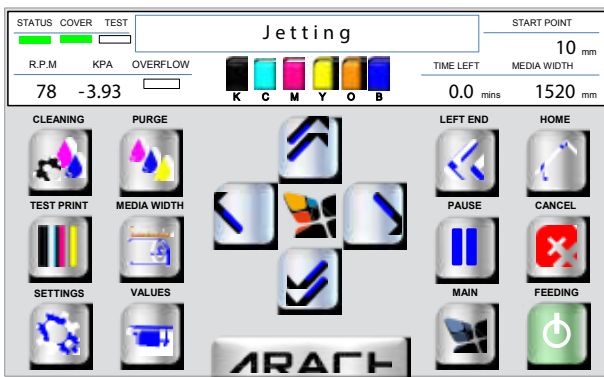 STATUS COVER TEST
Jetting
START POINT
10 mm
R.P.M KPA OVERFLOW
TIME LEFT MEDIA WIDTH
78 -3.93
K C M Y O B
0.0 mins 1520 mm
CLEANING PURGE
LEFT END HOME
TEST PRINT MEDIA WIDTH
PAUSE CANCEL
SETTINGS VALUES
MAIN FEEDING